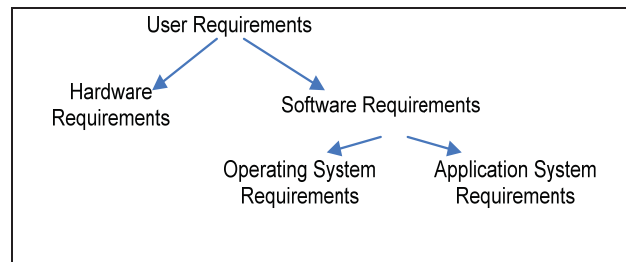 User Requirements
Hardware
Requirements
Software Requirements
Operating System
Requirements
Application System
Requirements